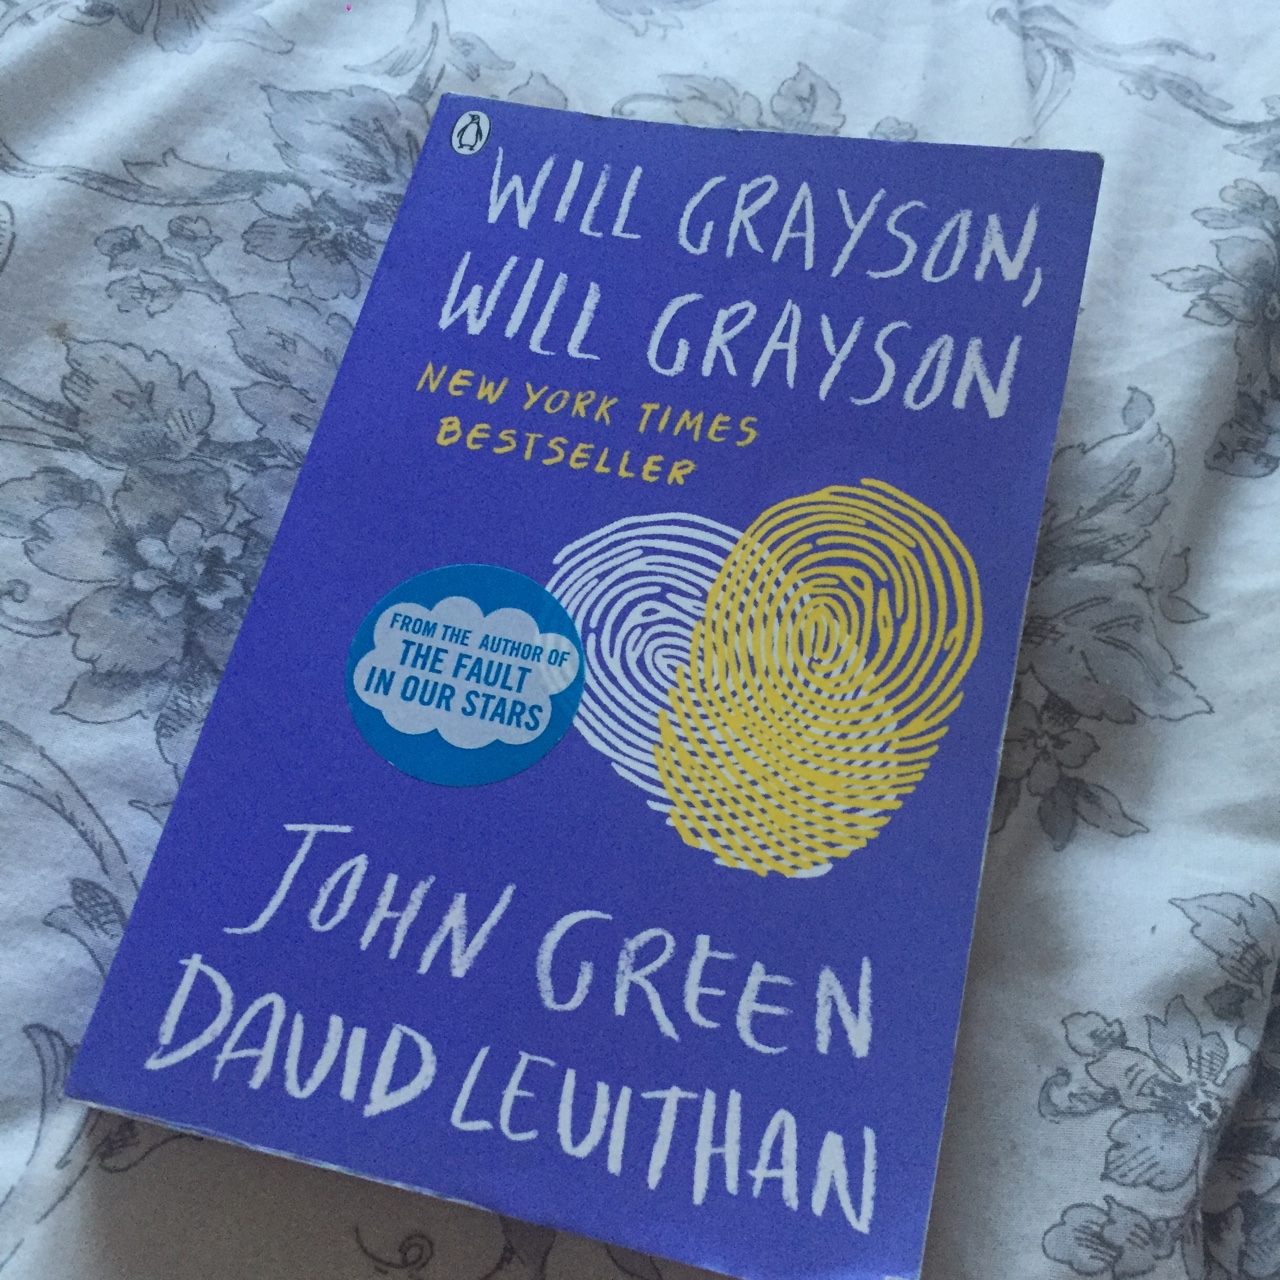 WILL GRAYSON,
WILL GRAYSON
NEW YORK TIMES
BESTSELLER
FROM THE AUTHOR OF
THE FAULT
IN OUR STARS
JOHN GREEN
DAVID LEVITHAN